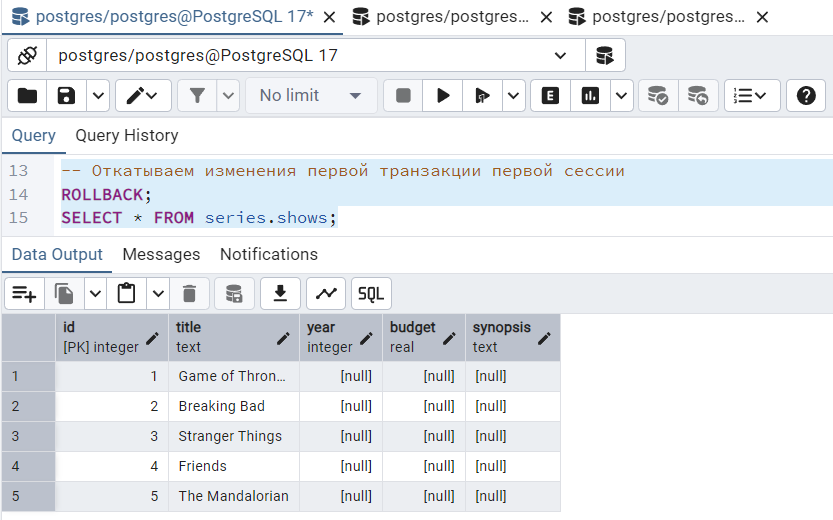 postgres/postgres@PostgreSQL 17*
postgres/postgres...
postgres/postgres...
postgres/postgres@PostgreSQL 17
No limit
E
Query Query History
13 -- Откатываем изменения первой транзакции первой сессии
14 ROLLBACK;
15 SELECT * FROM series.shows;
Data Output Messages Notifications
SQL
id title year budget synopsis
[PK] integer text integer real text
1 1 Game of Thron... [null] [null] [null]
2 2 Breaking Bad [null] [null] [null]
3 3 Stranger Things [null] [null] [null]
4 4 Friends [null] [null] [null]
5 5 The Mandalorian [null] [null] [null]